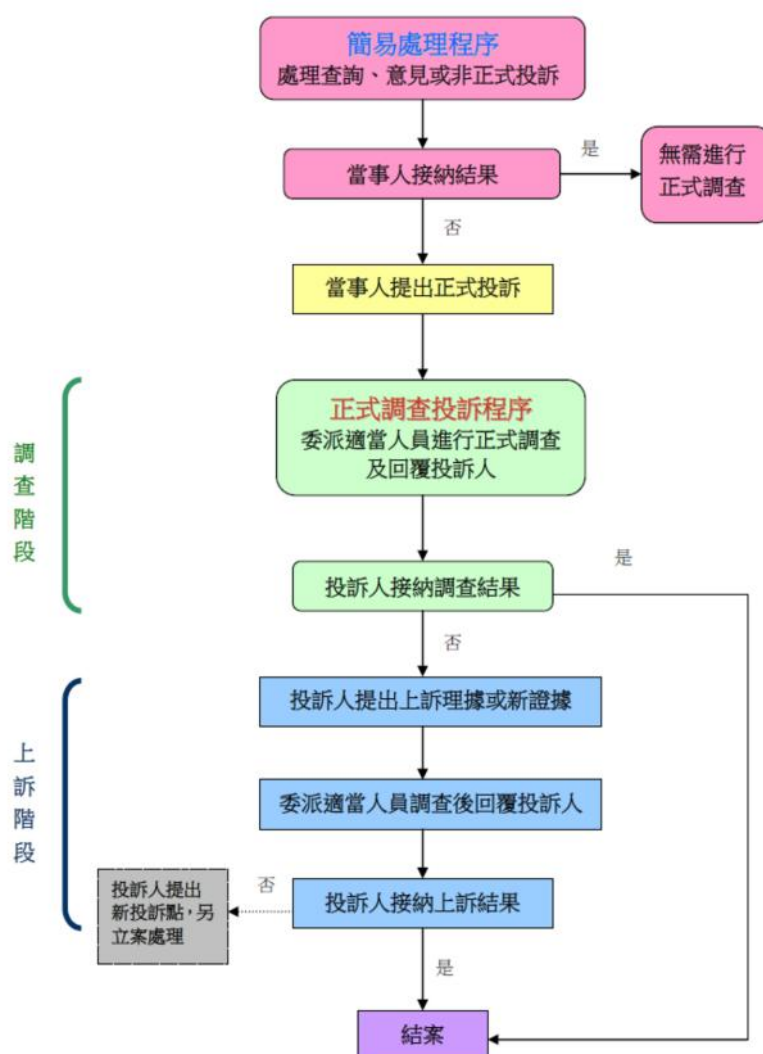 簡易處理程序
處理查詢、意見或非正式投訴
是
當事人接納結果
無需進行
正式調查
否
當事人提出正式投訴
調查階段
正式調查投訴程序
委派適當人員進行正式調查
及回覆投訴人
是
投訴人接納調查結果
否
上訴階段
投訴人提出上訴理據或新證據
委派適當人員調查後回覆投訴人
投訴人接納上訴結果
否
投訴人提出
新投訴點，另
立案處理
是
結案